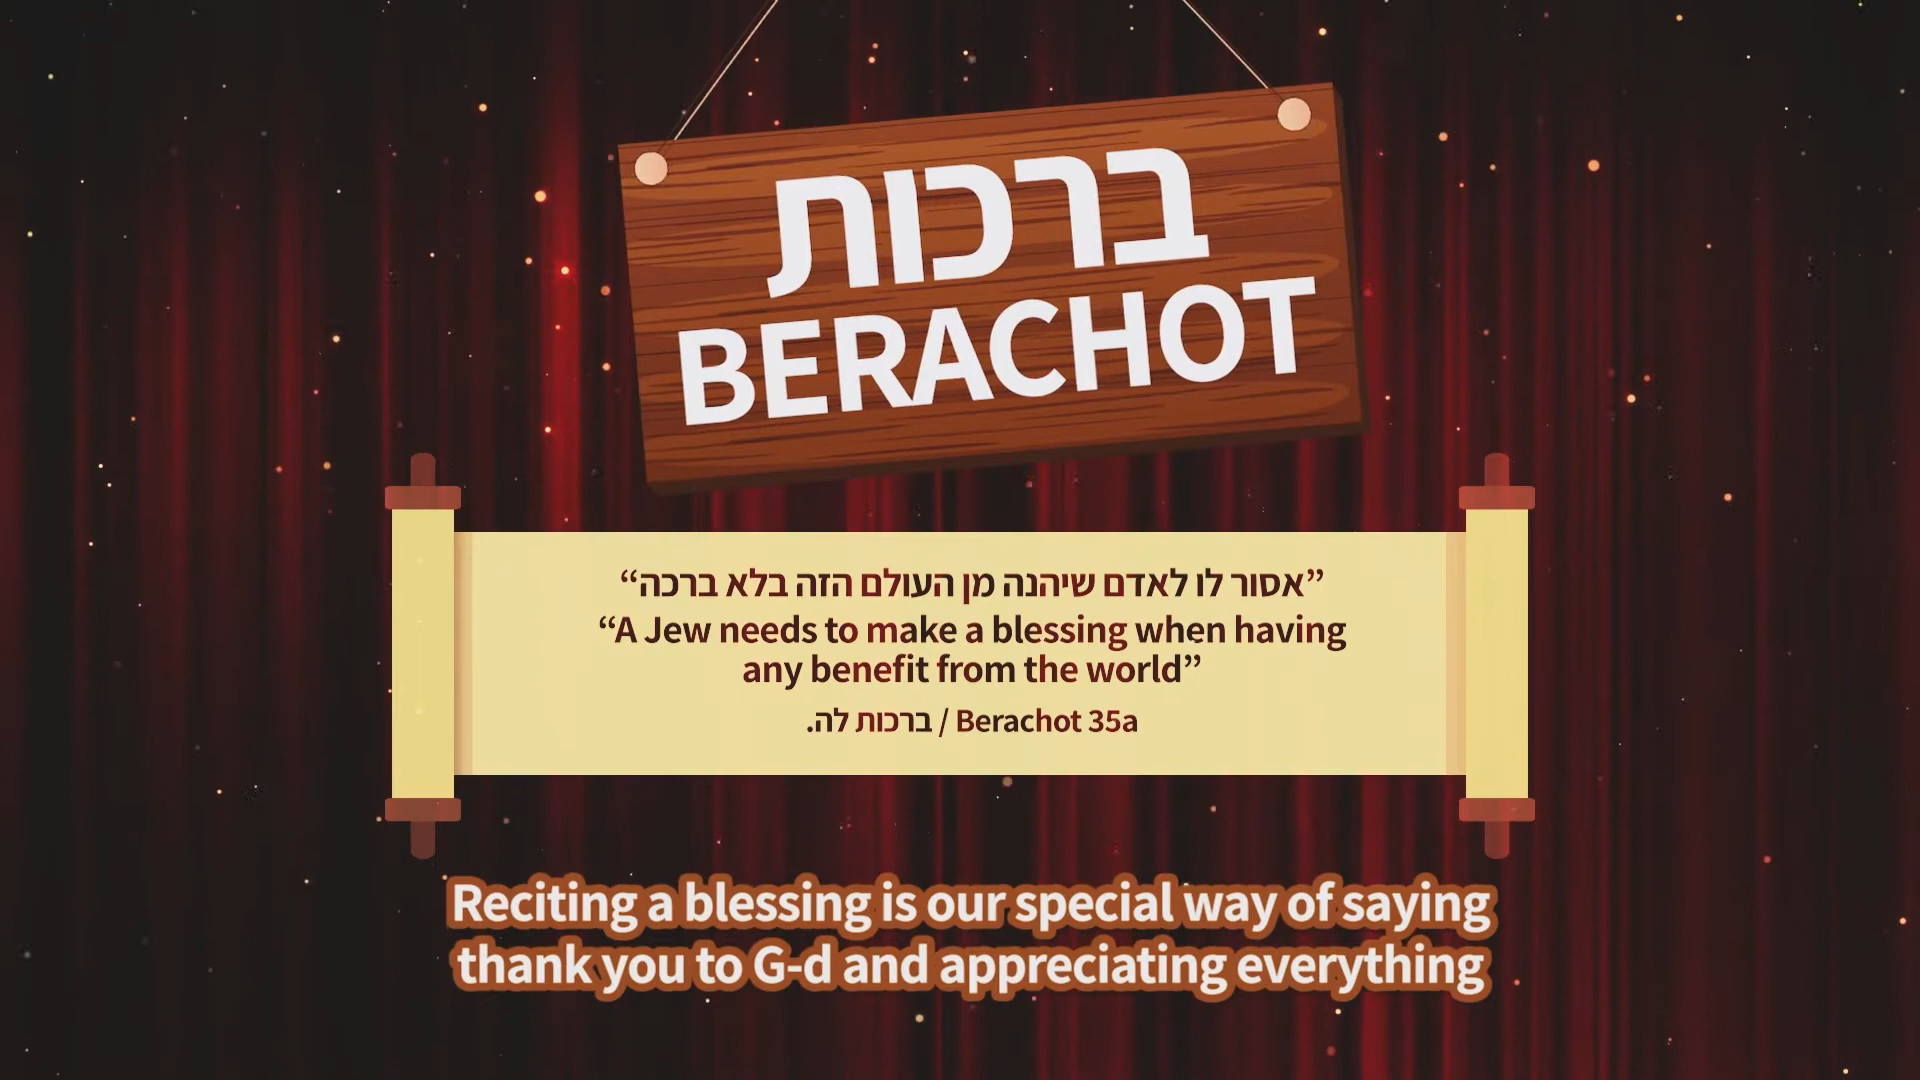 ברכות
BERACHOT
”אסור לו לאדם שיהנה מן העולם הזה בלא ברכה“
“A Jew needs to make a blessing when having
any benefit from the world”
ברכות לה. / Berachot 35a
Reciting a blessing is our special way of saying
thank you to G-d and appreciating everything